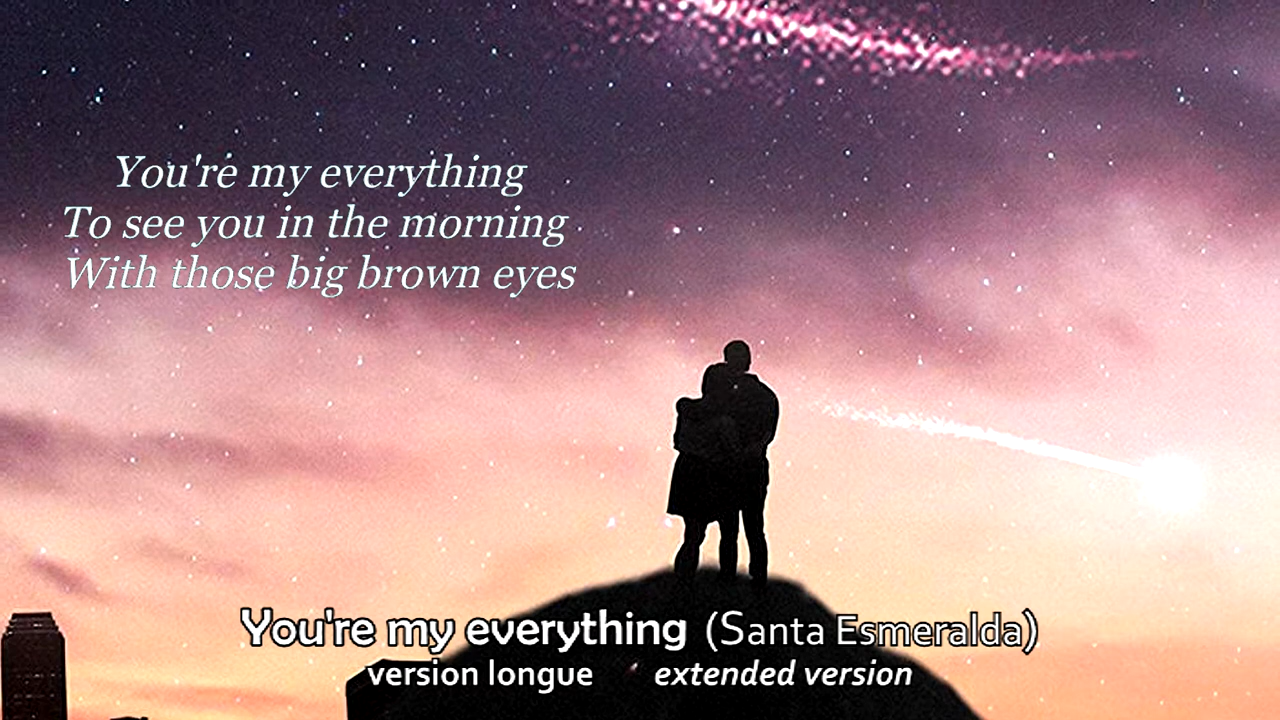 You're my everything
To see you in the morning
With those big brown eyes
You're my everything (Santa Esmeralda)
version longue extended version